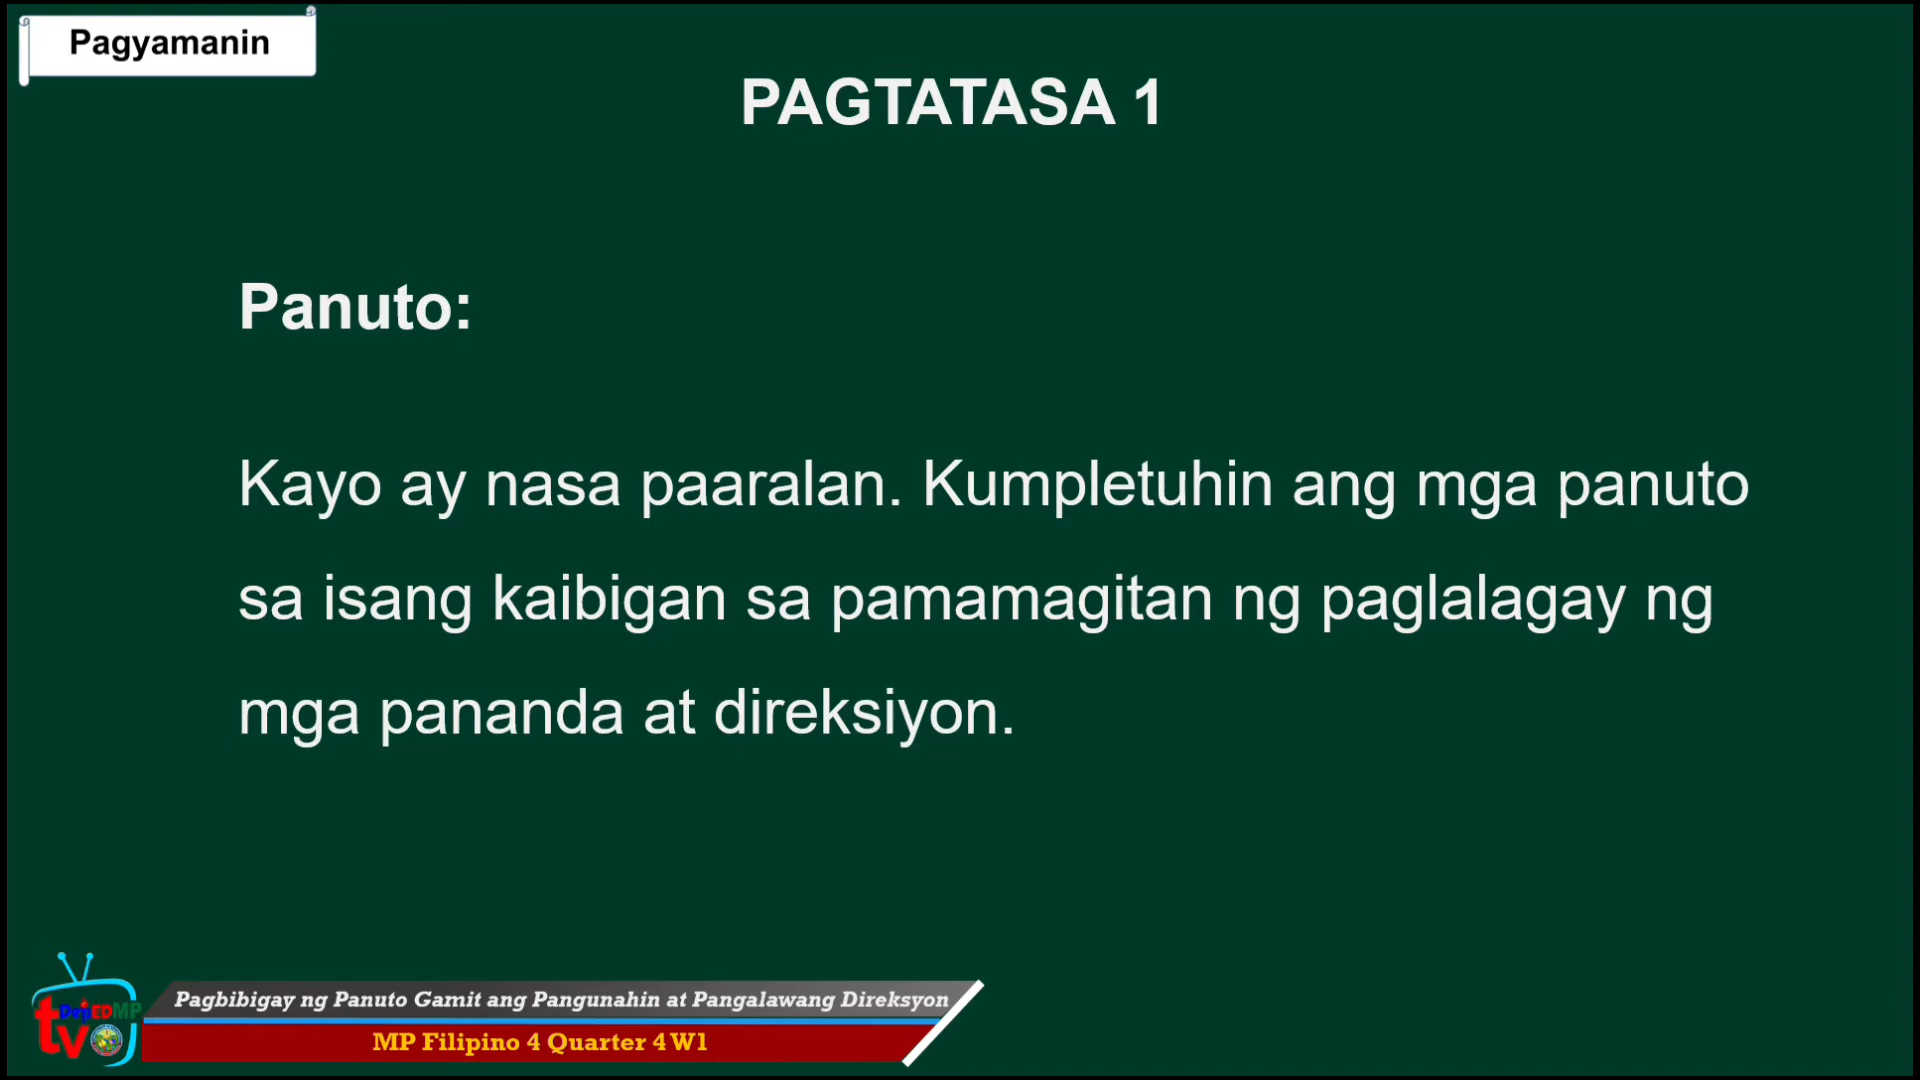 Pagyamanin
PAGTATASA 1
Panuto:
Kayo ay nasa paaralan. Kumpletuhin ang mga panuto
sa isang kaibigan sa pamamagitan ng paglalagay ng
mga pananda at direksiyon.
Pagbibigay ng Panuto Gamit ang Pangunahin at Pangalawang Direksyon
MP Filipino 4 Quarter 4 W1
tv